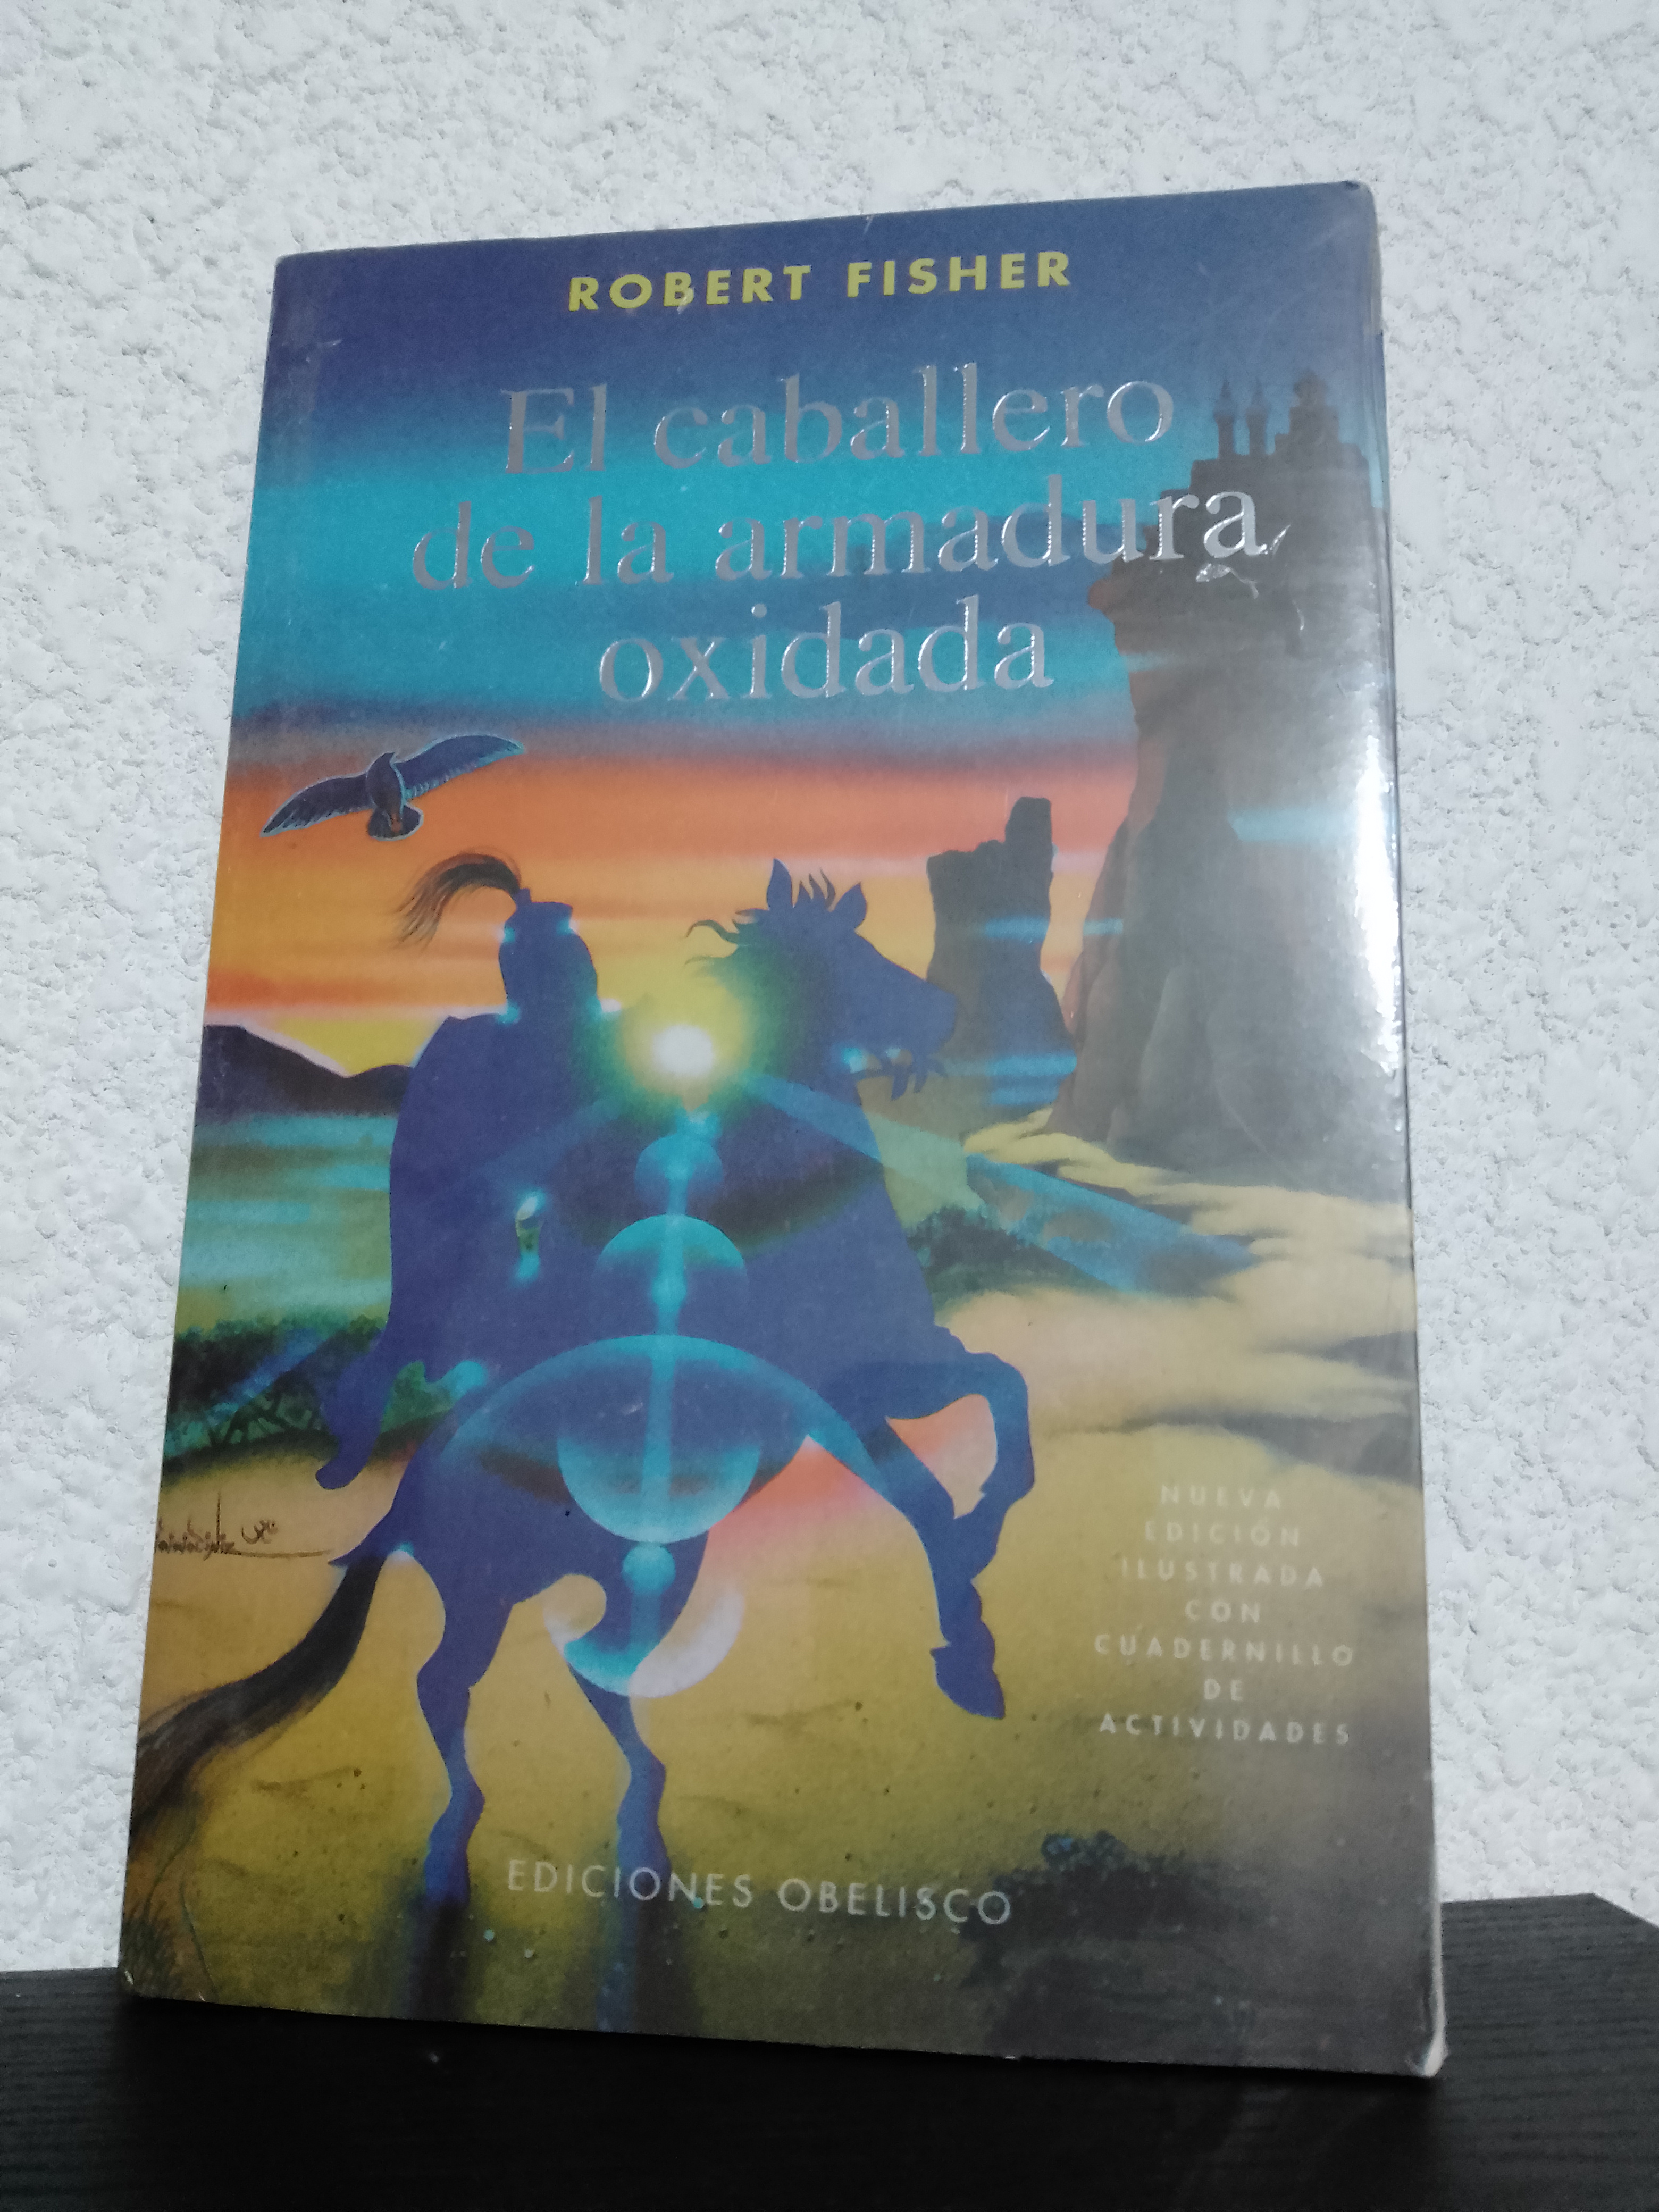 ROBERT FISHER
El caballero
de la armadura
oxidada
NUEVA
EDICIÓN
ILUSTRADA
CON
CUADERNILLO
DE
ACTIVIDADES
EDICIONES OBELISCO